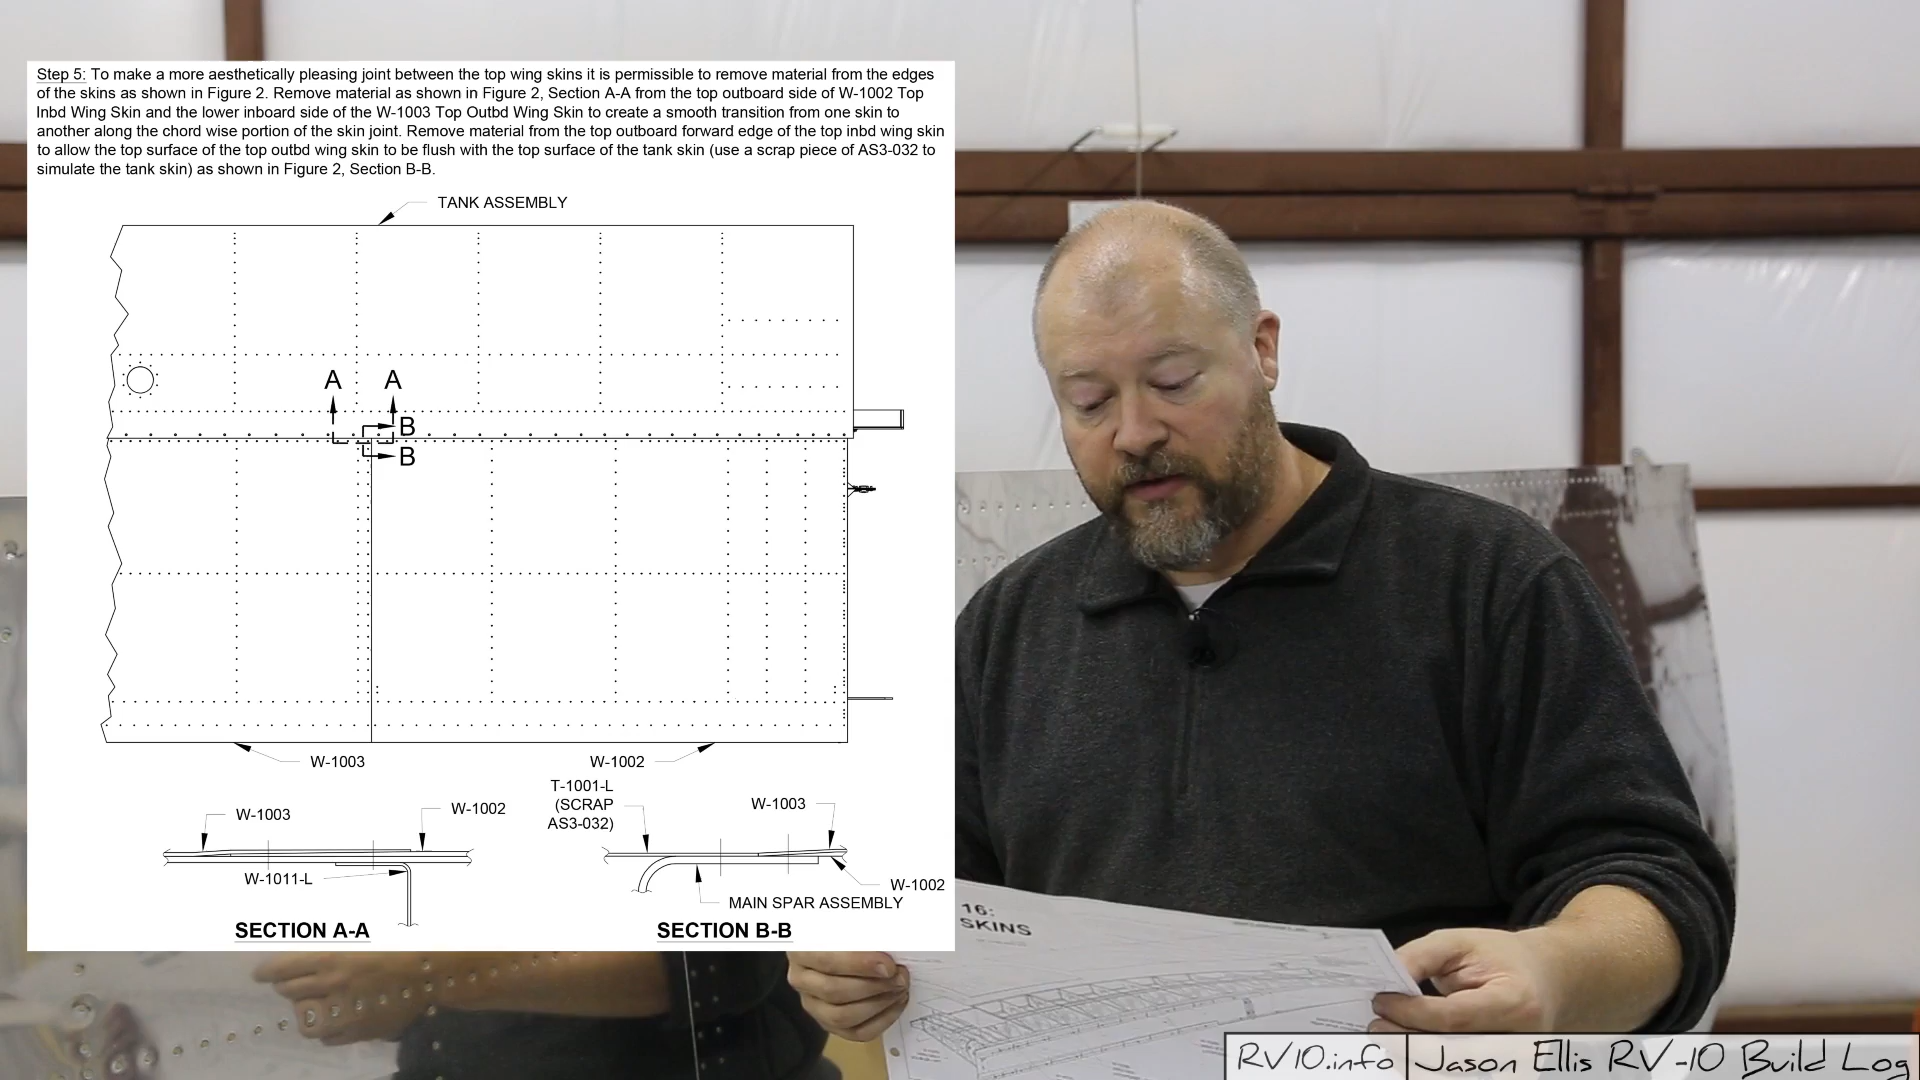 Step 5: To make a more aesthetically pleasing joint between the top wing skins it is permissible to remove material from the edges
of the skins as shown in Figure 2. Remove material as shown in Figure 2, Section A-A from the top outboard side of W-1002 Top
Inbd Wing Skin and the lower inboard side of the W-1003 Top Outbd Wing Skin to create a smooth transition from one skin to
another along the chord wise portion of the skin joint. Remove material from the top outboard forward edge of the top inbd wing skin
to allow the top surface of the top outbd wing skin to be flush with the top surface of the tank skin (use a scrap piece of AS3-032 to
simulate the tank skin) as shown in Figure 2, Section B-B.
TANK ASSEMBLY
A A
B
B
W-1003
W-1002
T-1001-L
(SCRAP
AS3-032)
W-1003
W-1002
W-1003
W-1011-L
W-1002
MAIN SPAR ASSEMBLY
SECTION A-A
SECTION B-B
16:
SKINS
RV10.info
Jason Ellis RV-10 Build Log